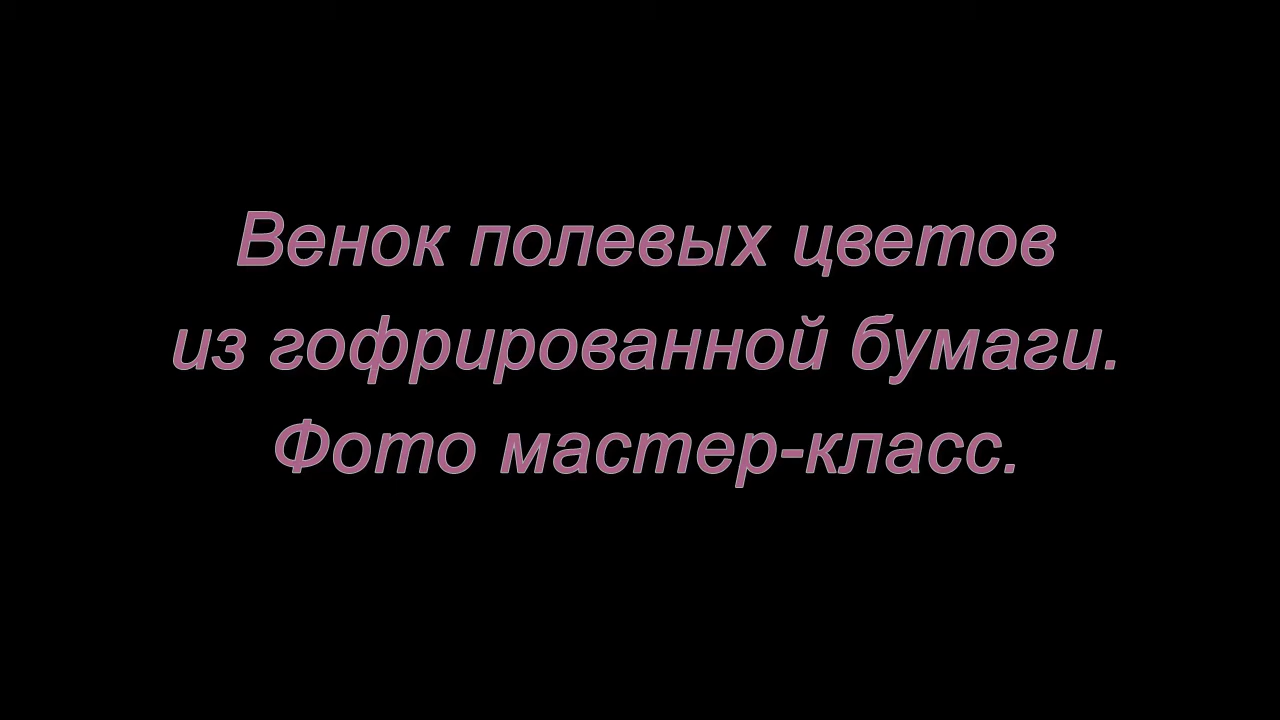 Венок полевых цветов
из гофрированной бумаги.
Фото мастер-класс.